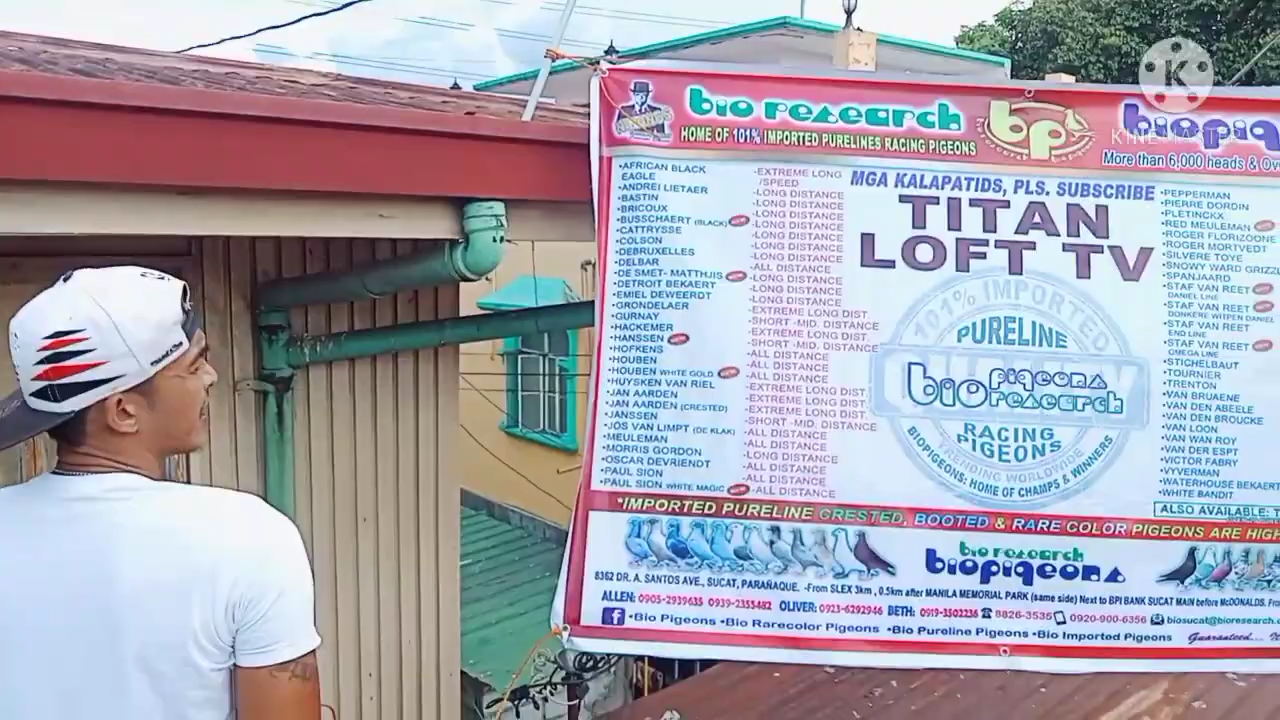 bio research
HOME OF 101% IMPORTED PURELINES RACING PIGEONS
bp
biopig
More than 6,000 heads & Ov
KINEMASTER
K
•AFRICAN BLACK EAGLE -EXTREME LONG /SPEED
•ANDREI LIETAER -LONG DISTANCE
•BASTIN -LONG DISTANCE
•BRICOUX -LONG DISTANCE
•BUSSCHAERT (BLACK) -LONG DISTANCE
•CATTRYSSE -LONG DISTANCE
•COLSON -LONG DISTANCE
•DEBRUXELLES -LONG DISTANCE
•DELBAR -ALL DISTANCE
•DE SMET- MATTHIJS -LONG DISTANCE
•DETROIT BEKAERT -LONG DISTANCE
•EMIEL DEWEERDT -LONG DISTANCE
•GRONDELAER -EXTREME LONG DIST.
•GURNAY -SHORT -MID. DISTANCE
•HACKEMER -EXTREME LONG DIST.
•HANSSEN -SHORT -MID. DISTANCE
•HOFKENS -ALL DISTANCE
•HOUBEN -ALL DISTANCE
•HOUBEN WHITE GOLD -ALL DISTANCE
•HUYSKEN VAN RIEL -EXTREME LONG DIST.
•JAN AARDEN -EXTREME LONG DIST.
•JAN AARDEN (CRESTED) -EXTREME LONG DIST.
•JANSSEN -SHORT -MID. DISTANCE
•JOS VAN LIMPT (DE KLAK) -ALL DISTANCE
•MEULEMAN -ALL DISTANCE
•MORRIS GORDON -LONG DISTANCE
•OSCAR DEVRIENDT -ALL DISTANCE
•PAUL SION -ALL DISTANCE
•PAUL SION WHITE MAGIC -ALL DISTANCE
MGA KALAPATIDS, PLS. SUBSCRIBE
TITAN
LOFT TV
101% IMPORTED
PURELINE
bio pigeons
research
RACING
PIGEONS
TRENDING WORLDWIDE
BIOPIGEONS: HOME OF CHAMPS & WINNERS
•PEPPERMAN
•PIERRE DORDIN
•PLETINCKX
•RED MEULEMAN
•ROGER FLORIZOONE
•ROGER MORTVEDT
•SILVERE TOYE
•SNOWY WARD GRIZZL
•SPANJAARD
•STAF VAN REET
DANIEL LINE
•STAF VAN REET
DONKERE WITPEN DANIEL
•STAF VAN REET
END LINE
•STAF VAN REET
OMEGA LINE
•STICHELBAUT
•TOURNIER
•TRENTON
•VAN BRUAENE
•VAN DEN ABEELE
•VAN DEN BROUCKE
•VAN LOON
•VAN WAN ROY
•VAN DER ESPT
•VICTOR FABRY
•VYVERMAN
•WATERHOUSE BEKAERT
•WHITE BANDIT
ALSO AVAILABLE: T
*IMPORTED PURELINE CRESTED, BOOTED & RARE COLOR PIGEONS ARE HIGH
bio research
biopigeons
8362 DR. A. SANTOS AVE., SUCAT, PARAÑAQUE. -From SLEX 3km , 0.5km after MANILA MEMORIAL PARK (same side) Next to BPI BANK SUCAT MAIN before McDONALDS. Fro
ALLEN: 0905-2939635 0939-2355482 OLIVER: 0923-6292946 BETH: 0919-3502236 8826-3535 0920-900-6356 biosucat@bioresearch.c
f •Bio Pigeons •Bio Rarecolor Pigeons •Bio Pureline Pigeons •Bio Imported Pigeons Guaranteed...